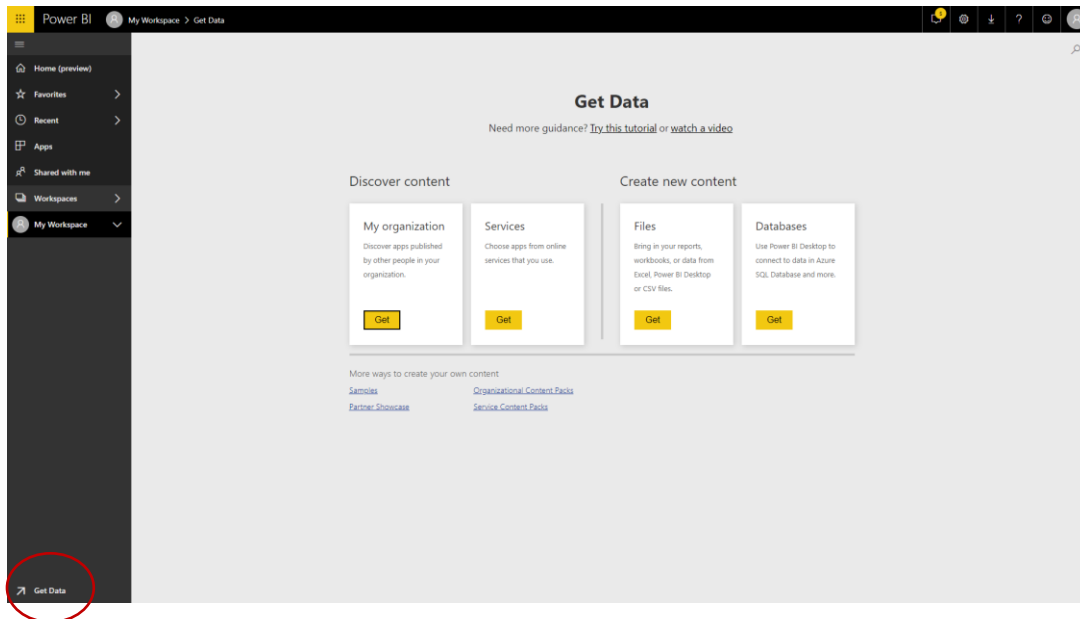 Power BI My Workspace > Get Data
1
?
Home (preview)
Favorites
Recent
Apps
Shared with me
Workspaces
My Workspace
Get Data
Get Data
Need more guidance? Try this tutorial or watch a video
Discover content
My organization
Discover apps published
by other people in your
organization.
Get
Services
Choose apps from online
services that you use.
Get
Create new content
Files
Bring in your reports,
workbooks, or data from
Excel, Power BI Desktop
or CSV files.
Get
Databases
Use Power BI Desktop to
connect to data in Azure
SQL Database and more.
Get
More ways to create your own content
Samples
Organizational Content Packs
Partner Showcase
Service Content Packs